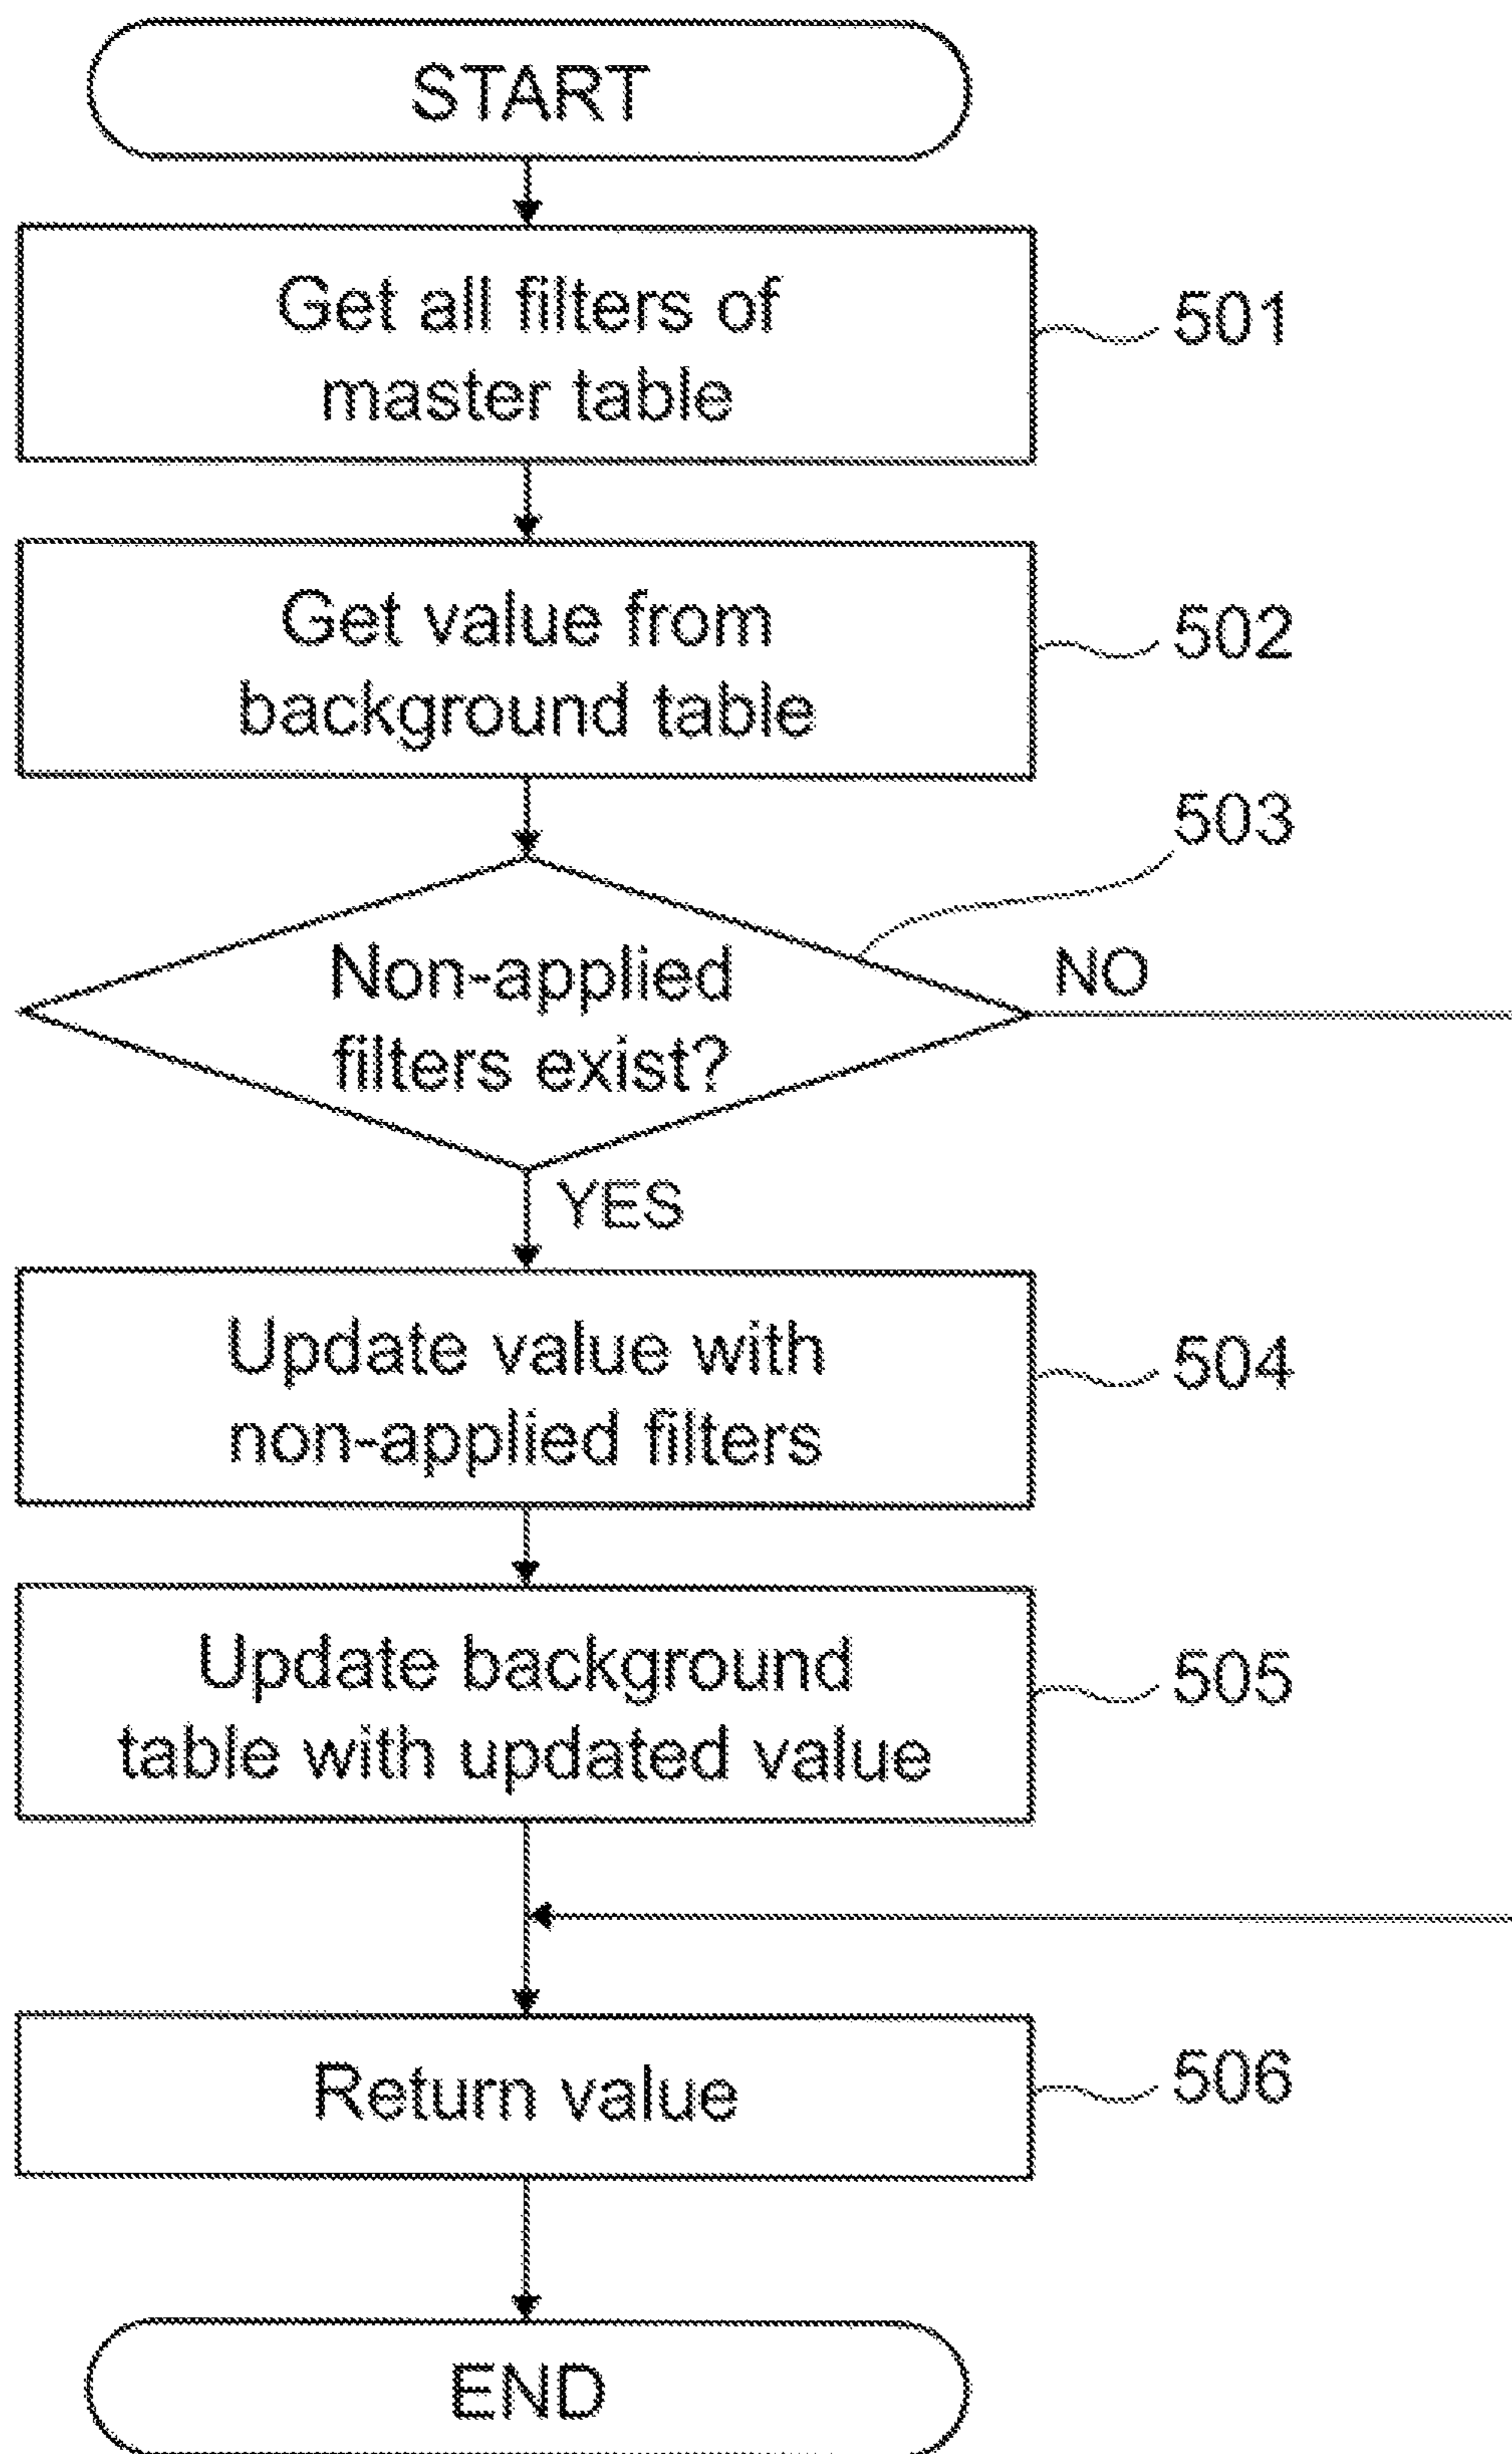 START
Get all filters of
master table
501
Get value from
background table
502
503
Non-applied
filters exist?
NO
YES
Update value with
non-applied filters
504
Update background
table with updated value
505
Return value
506
END